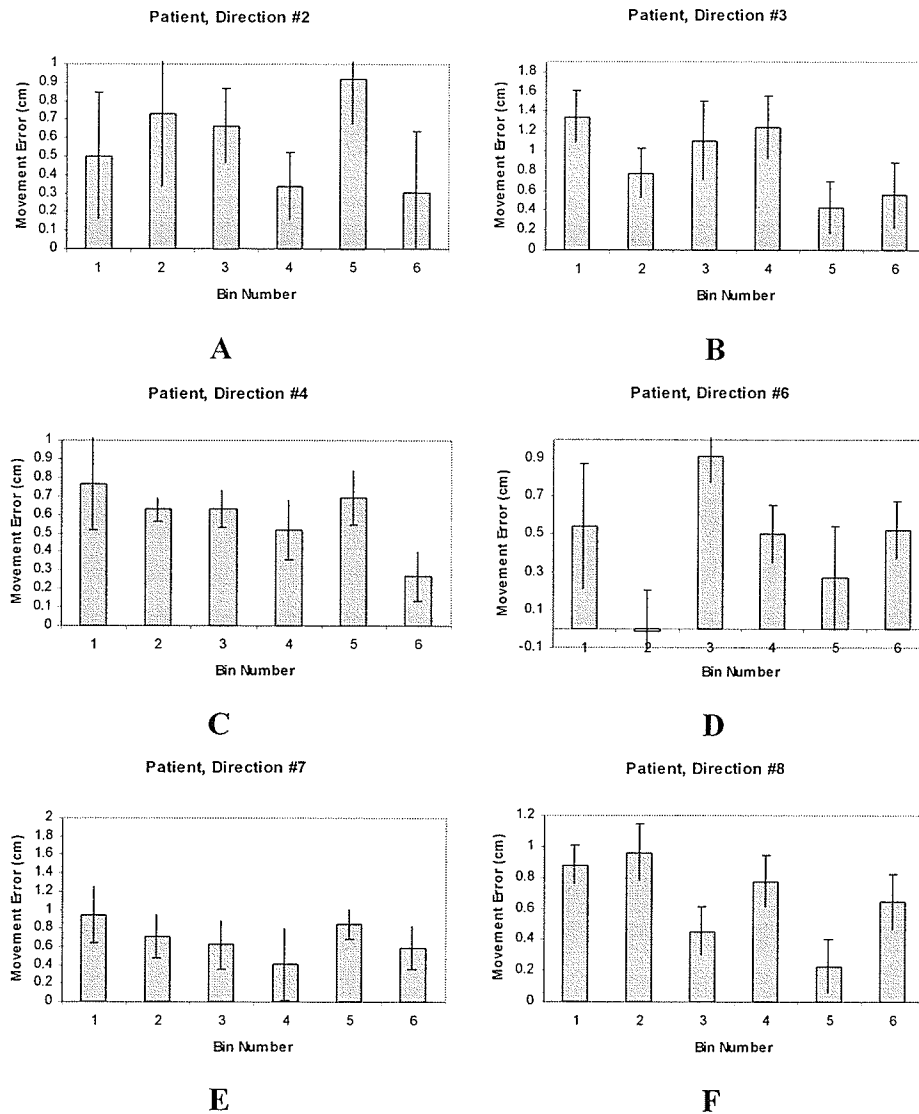 Patient, Direction #2
Movement Error (cm)
1
0.9
0.8
0.7
0.6
0.5
0.4
0.3
0.2
0.1
0
1 2 3 4 5 6
Bin Number
A
Patient, Direction #3
Movement Error (cm)
1.8
1.6
1.4
1.2
1
0.8
0.6
0.4
0.2
0
1 2 3 4 5 6
Bin Number
B
Patient, Direction #4
Movement Error (cm)
1
0.9
0.8
0.7
0.6
0.5
0.4
0.3
0.2
0.1
0
1 2 3 4 5 6
Bin Number
C
Patient, Direction #6
Movement Error (cm)
0.9
0.7
0.5
0.3
0.1
-0.1
1 2 3 4 5 6
Bin Number
D
Patient, Direction #7
Movement Error (cm)
2
1.8
1.6
1.4
1.2
1
0.8
0.6
0.4
0.2
0
1 2 3 4 5 6
Bin Number
E
Patient, Direction #8
Movement Error (cm)
1.2
1
0.8
0.6
0.4
0.2
0
1 2 3 4 5 6
Bin Number
F